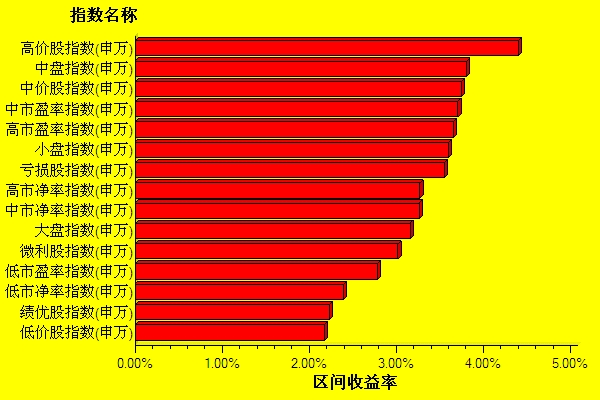 指数名称
高价股指数(申万)
中盘指数(申万)
中价股指数(申万)
中市盈率指数(申万)
高市盈率指数(申万)
小盘指数(申万)
亏损股指数(申万)
高市净率指数(申万)
中市净率指数(申万)
大盘指数(申万)
微利股指数(申万)
低市盈率指数(申万)
低市净率指数(申万)
绩优股指数(申万)
低价股指数(申万)
0.00% 1.00% 2.00% 3.00% 4.00% 5.00%
区间收益率